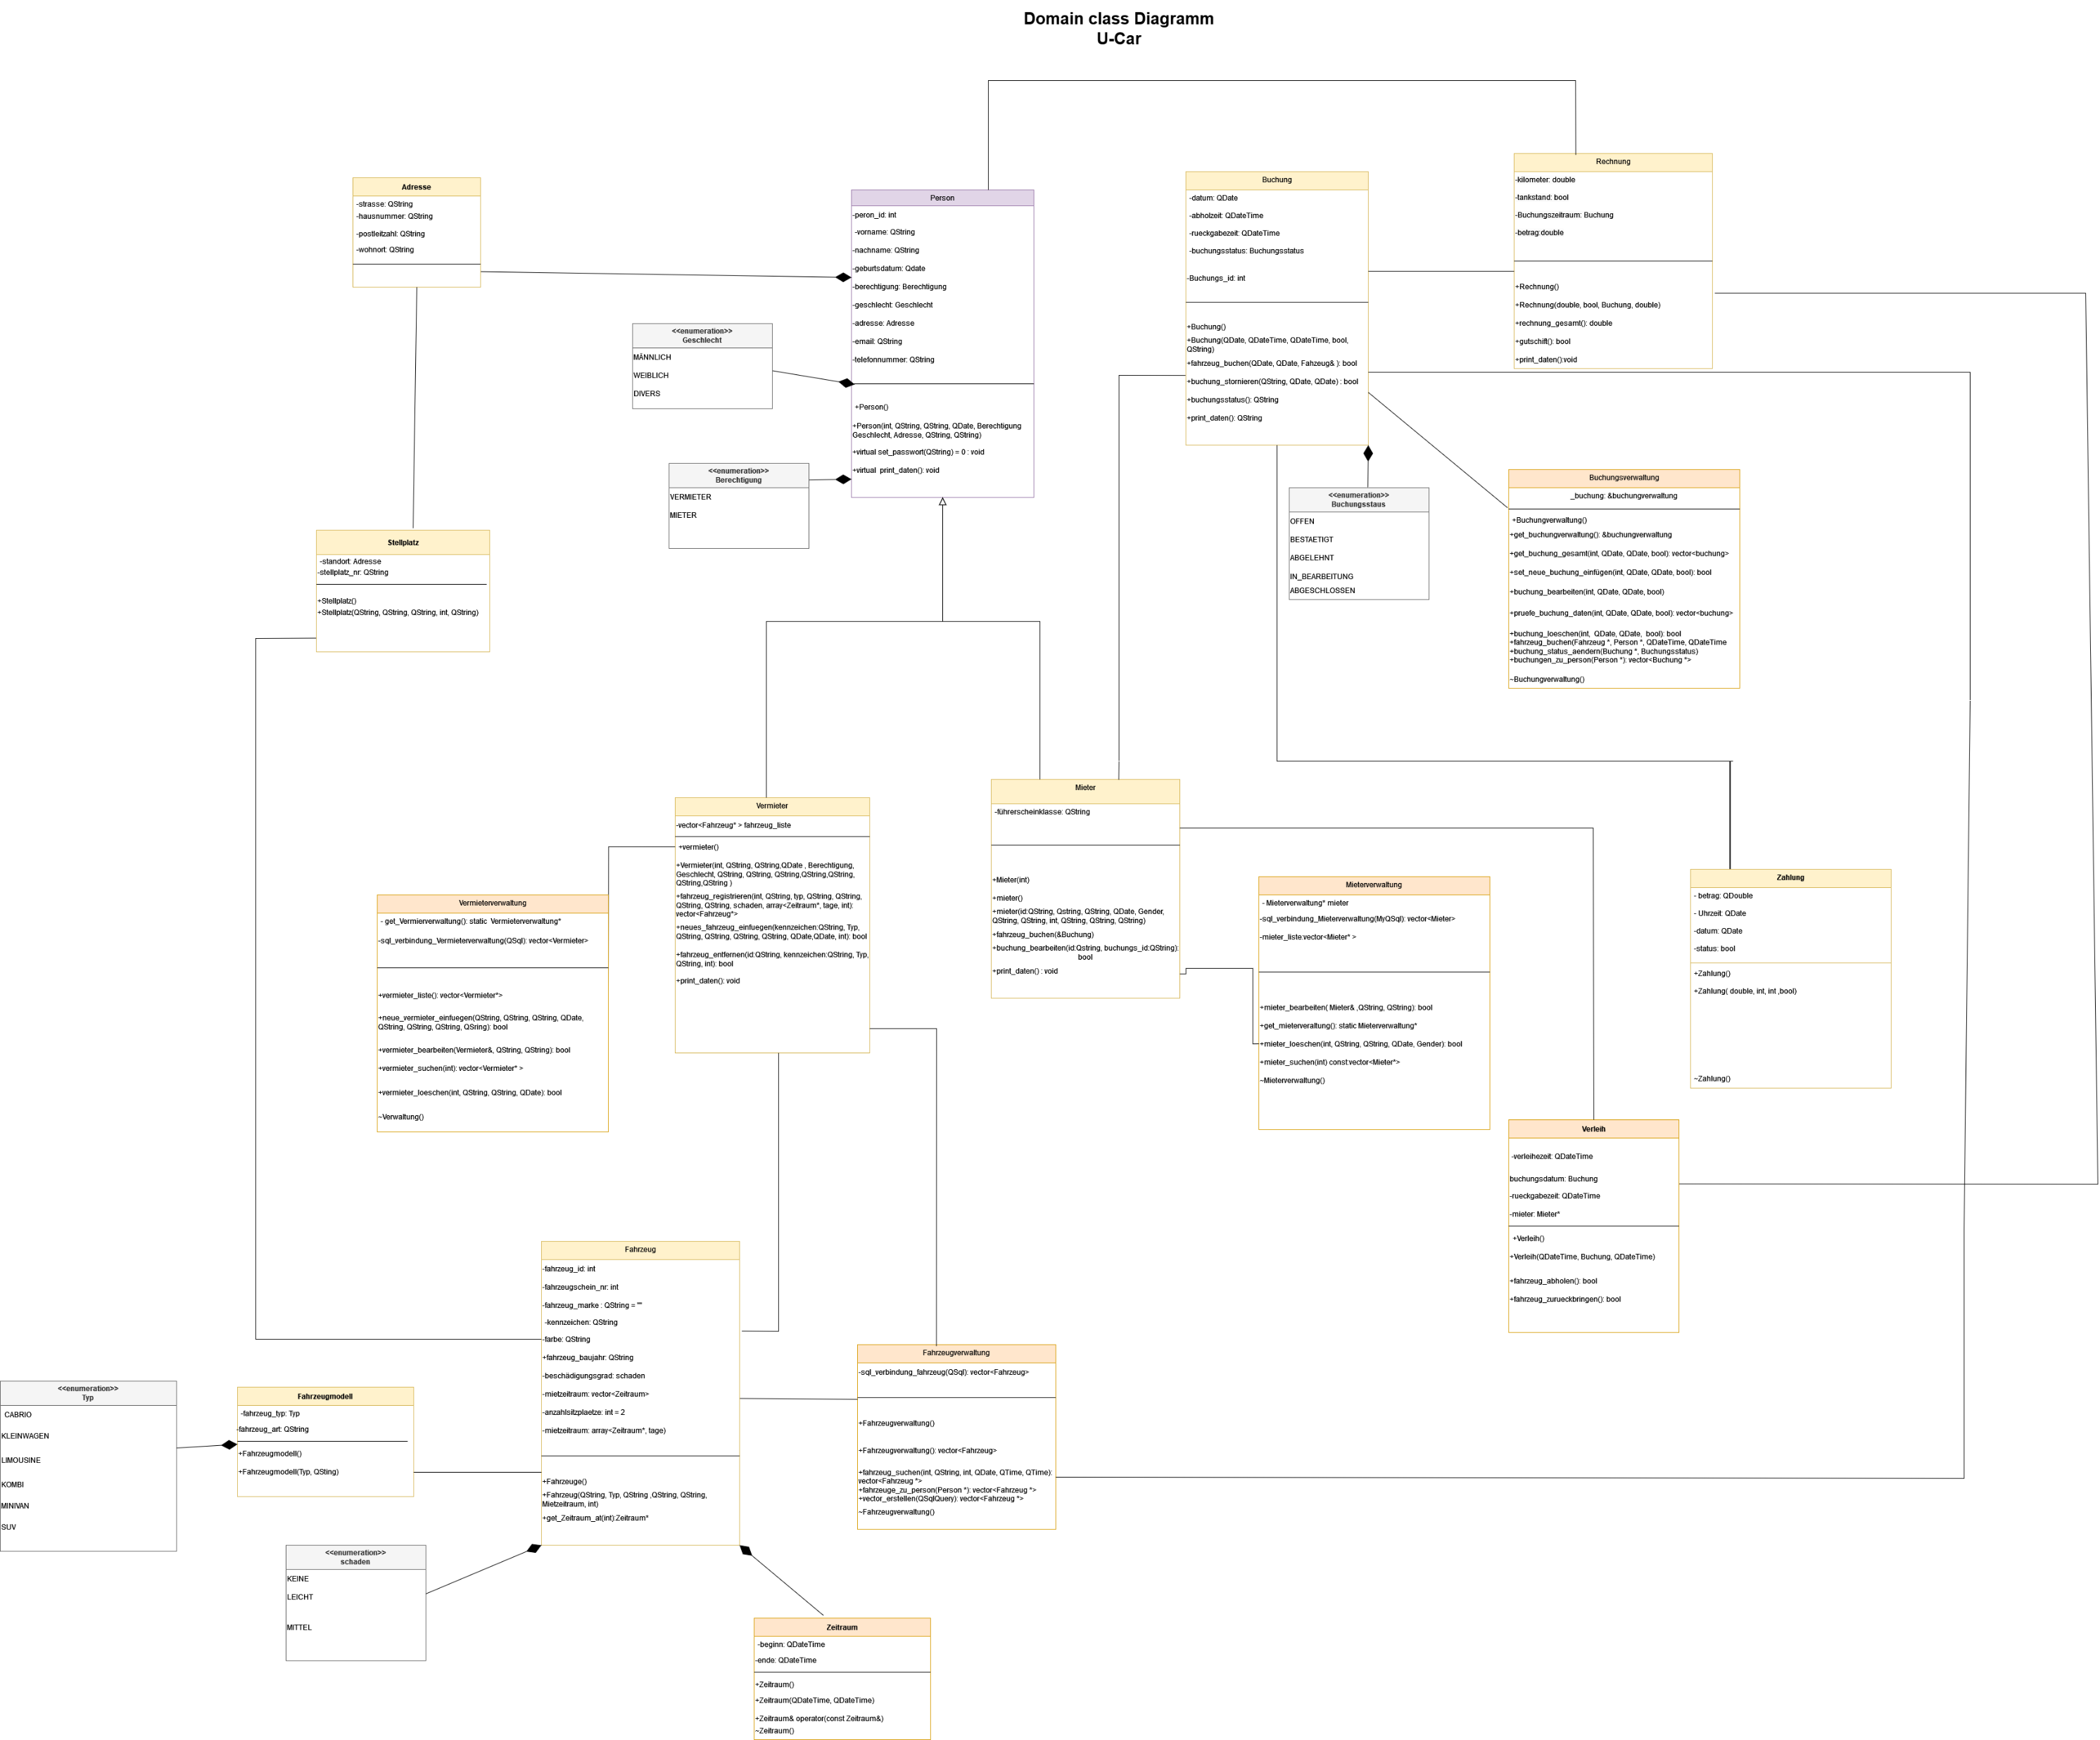 Domain class Diagramm
U-Car
Adresse
-strasse: QString
-hausnummer: QString
-postleitzahl: QString
-wohnort: QString
Person
-peron_id: int
-vorname: QString
-nachname: QString
-geburtsdatum: Qdate
-berechtigung: Berechtigung
-geschlecht: Geschlecht
-adresse: Adresse
-email: QString
-telefonnummer: QString
+Person()
+Person(int, QString, QString, QDate, Berechtigung
Geschlecht, Adresse, QString, QString)
+virtual set_passwort(QString) = 0 : void
+virtual  print_daten(): void
Buchung
-datum: QDate
-abholzeit: QDateTime
-rueckgabezeit: QDateTime
-buchungsstatus: Buchungsstatus
-Buchungs_id: int
+Buchung()
+Buchung(QDate, QDateTime, QDateTime, bool,
QString)
+fahrzeug_buchen(QDate, QDate, Fahzeug& ): bool
+buchung_stornieren(QString, QDate, QDate) : bool
+buchungsstatus(): QString
+print_daten(): QString
Rechnung
-kilometer: double
-tankstand: bool
-Buchungszeitraum: Buchung
-betrag:double
+Rechnung()
+Rechnung(double, bool, Buchung, double)
+rechnung_gesamt(): double
+gutschift(): bool
+print_daten():void
<<enumeration>>
Geschlecht
MÄNNLICH
WEIBLICH
DIVERS
<<enumeration>>
Berechtigung
VERMIETER
MIETER
<<enumeration>>
Buchungsstaus
OFFEN
BESTAETIGT
ABGELEHNT
IN_BEARBEITUNG
ABGESCHLOSSEN
Buchungsverwaltung
_buchung: &buchungverwaltung
+Buchungverwaltung()
+get_buchungverwaltung(): &buchungverwaltung
+get_buchung_gesamt(int, QDate, QDate, bool): vector<buchung>
+set_neue_buchung_einfügen(int, QDate, QDate, bool): bool
+buchung_bearbeiten(int, QDate, QDate, bool)
+pruefe_buchung_daten(int, QDate, QDate, bool): vector<buchung>
+buchung_loeschen(int,  QDate, QDate,  bool): bool
+fahrzeug_buchen(Fahrzeug *, Person *, QDateTime, QDateTime
+buchung_status_aendern(Buchung *, Buchungsstatus)
+buchungen_zu_person(Person *): vector<Buchung *>
~Buchungverwaltung()
Stellplatz
-standort: Adresse
-stellplatz_nr: QString
+Stellplatz()
+Stellplatz(QString, QString, QString, int, QString)
Vermieter
-vector<Fahrzeug* > fahrzeug_liste
+vermieter()
+Vermieter(int, QString, QString,QDate , Berechtigung,
Geschlecht, QString, QString, QString,QString,QString,
QString,QString )
+fahrzeug_registrieren(int, QString, typ, QString, QString,
QString, QString, schaden, array<Zeitraum*, tage, int):
vector<Fahrzeug*>
+neues_fahrzeug_einfuegen(kennzeichen:QString, Typ,
QString, QString, QString, QString, QDate,QDate, int): bool
+fahrzeug_entfernen(id:QString, kennzeichen:QString, Typ,
QString, int): bool
+print_daten(): void
Mieter
-führerscheinklasse: QString
+Mieter(int)
+mieter()
+mieter(id:QString, Qstring, QString, QDate, Gender,
QString, QString, int, QString, QString, QString)
+fahrzeug_buchen(&Buchung)
+buchung_bearbeiten(id:Qstring, buchungs_id:QString):
bool
+print_daten() : void
Vermieterverwaltung
- get_Vermierverwaltung(): static  Vermieterverwaltung*
-sql_verbindung_Vermieterverwaltung(QSql): vector<Vermieter>
+vermieter_liste(): vector<Vermieter*>
+neue_vermieter_einfuegen(QString, QString, QString, QDate,
QString, QString, QString, QSring): bool
+vermieter_bearbeiten(Vermieter&, QString, QString): bool
+vermieter_suchen(int): vector<Vermieter* >
+vermieter_loeschen(int, QString, QString, QDate): bool
~Verwaltung()
Mieterverwaltung
- Mieterverwaltung* mieter
-sql_verbindung_Mieterverwaltung(MyQSql): vector<Mieter>
-mieter_liste:vector<Mieter* >
+mieter_bearbeiten( Mieter& ,QString, QString): bool
+get_mieterveraltung(): static Mieterverwaltung*
+mieter_loeschen(int, QString, QString, QDate, Gender): bool
+mieter_suchen(int) const:vector<Mieter*>
~Mieterverwaltung()
Zahlung
- betrag: QDouble
- Uhrzeit: QDate
-datum: QDate
-status: bool
+Zahlung()
+Zahlung( double, int, int ,bool)
~Zahlung()
Verleih
-verleihezeit: QDateTime
buchungsdatum: Buchung
-rueckgabezeit: QDateTime
-mieter: Mieter*
+Verleih()
+Verleih(QDateTime, Buchung, QDateTime)
+fahrzeug_abholen(): bool
+fahrzeug_zurueckbringen(): bool
Fahrzeug
-fahrzeug_id: int
-fahrzeugschein_nr: int
-fahrzeug_marke : QString = ""
-kennzeichen: QString
-farbe: QString
+fahrzeug_baujahr: QString
-beschädigungsgrad: schaden
-mietzeitraum: vector<Zeitraum>
-anzahlsitzplaetze: int = 2
-mietzeitraum: array<Zeitraum*, tage)
+Fahrzeuge()
+Fahrzeug(QString, Typ, QString ,QString, QString,
Mietzeitraum, int)
+get_Zeitraum_at(int):Zeitraum*
Fahrzeugverwaltung
-sql_verbindung_fahrzeug(QSql): vector<Fahrzeug>
+Fahrzeugverwaltung()
+Fahrzeugverwaltung(): vector<Fahrzeug>
+fahrzeug_suchen(int, QString, int, QDate, QTime, QTime):
vector<Fahrzeug *>
+fahrzeuge_zu_person(Person *): vector<Fahrzeug *>
+vector_erstellen(QSqlQuery): vector<Fahrzeug *>
~Fahrzeugverwaltung()
<<enumeration>>
Typ
CABRIO
KLEINWAGEN
LIMOUSINE
KOMBI
MINIVAN
SUV
Fahrzeugmodell
-fahrzeug_typ: Typ
-fahrzeug_art: QString
+Fahrzeugmodell()
+Fahrzeugmodell(Typ, QSting)
<<enumeration>>
schaden
KEINE
LEICHT
MITTEL
Zeitraum
-beginn: QDateTime
-ende: QDateTime
+Zeitraum()
+Zeitraum(QDateTime, QDateTime)
+Zeitraum& operator(const Zeitraum&)
~Zeitraum()